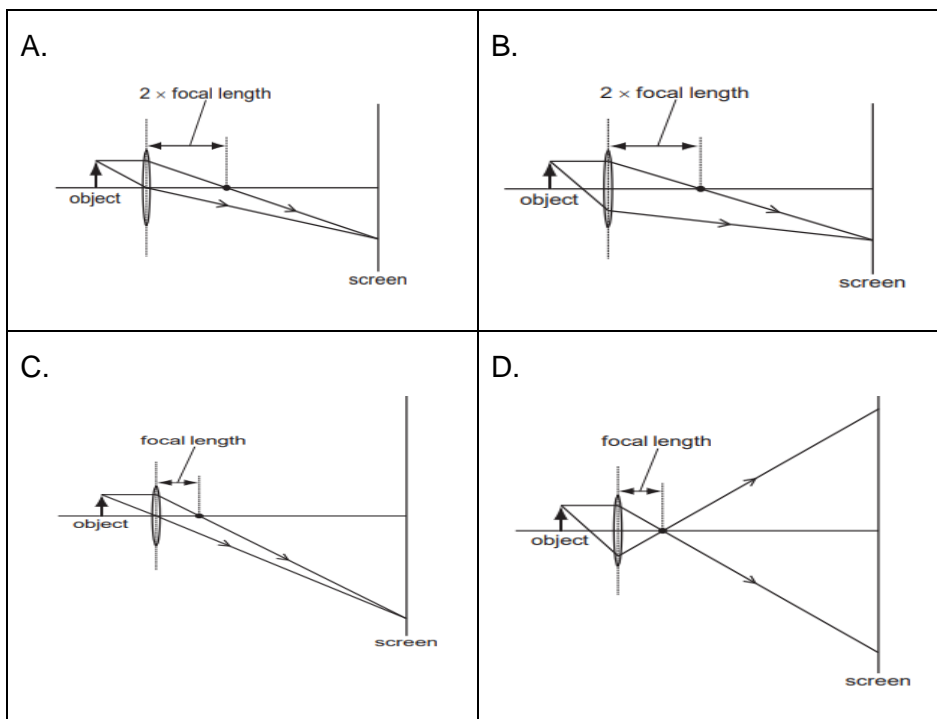 A.
2 × focal length
object
screen
B.
2 × focal length
object
screen
C.
focal length
object
screen
D.
focal length
object
screen